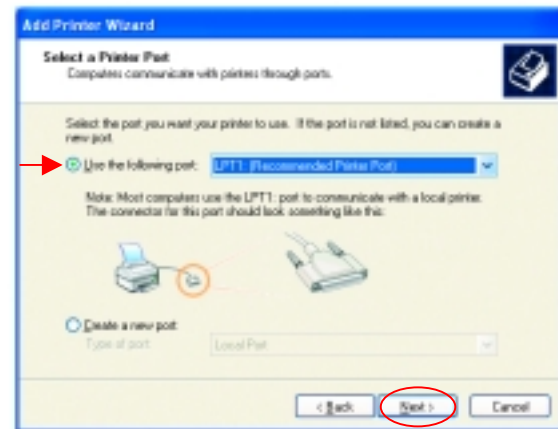 Add Printer Wizard
Select a Printer Port
Computers communicate with printers through ports.
Select the port you want your printer to use. If the port is not listed, you can create a
new port.
Use the following port:
LPT1: (Recommended Printer Port)
Note: Most computers use the LPT1: port to communicate with a local printer.
The connector for this port should look something like this:
Create a new port:
Type of port:
Local Port
< Back
Next >
Cancel